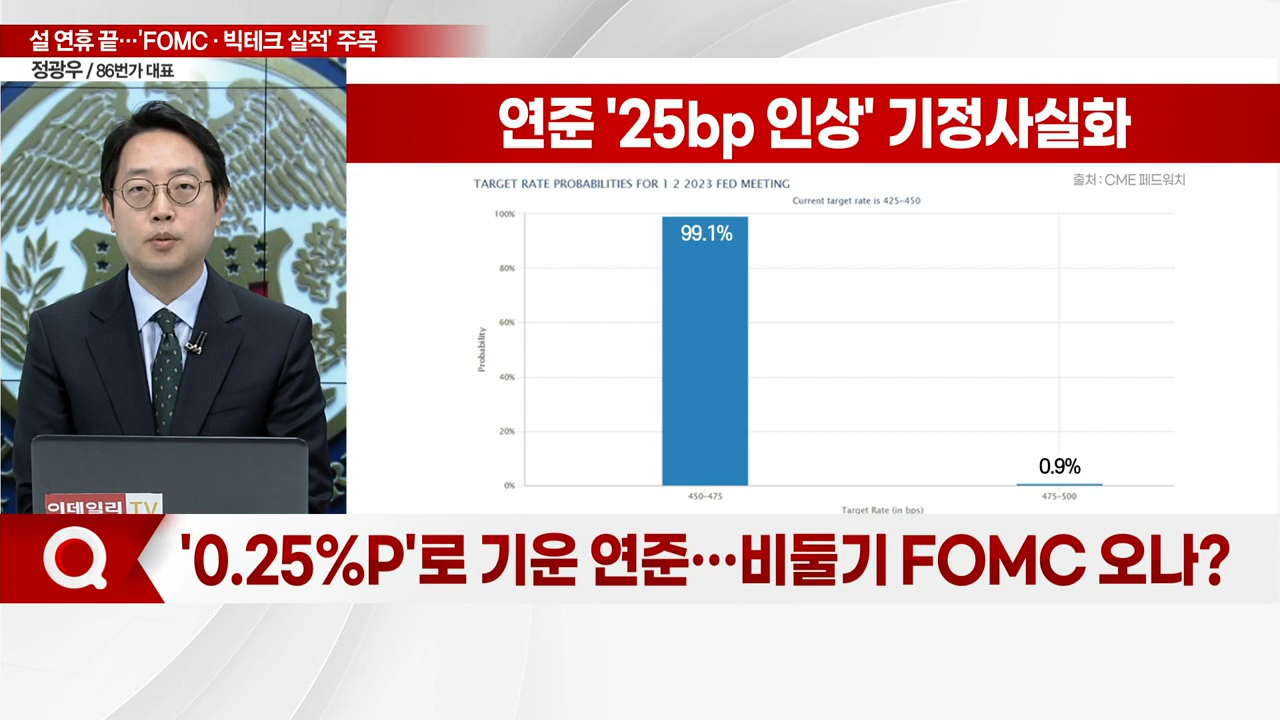 설 연휴 끝…'FOMC·빅테크 실적' 주목
정광우 / 86번가 대표
연준 '25bp 인상' 기정사실화
TARGET RATE PROBABILITIES FOR 1 2 2023 FED MEETING
출처 : CME 페드워치
Current target rate is 425-450
100%
99.1%
80%
60%
Probability
40%
20%
0.9%
0%
450-475
475-500
Target Rate (in bps)
이데일리 TV
Q '0.25%P'로 기운 연준…비둘기 FOMC 오나?